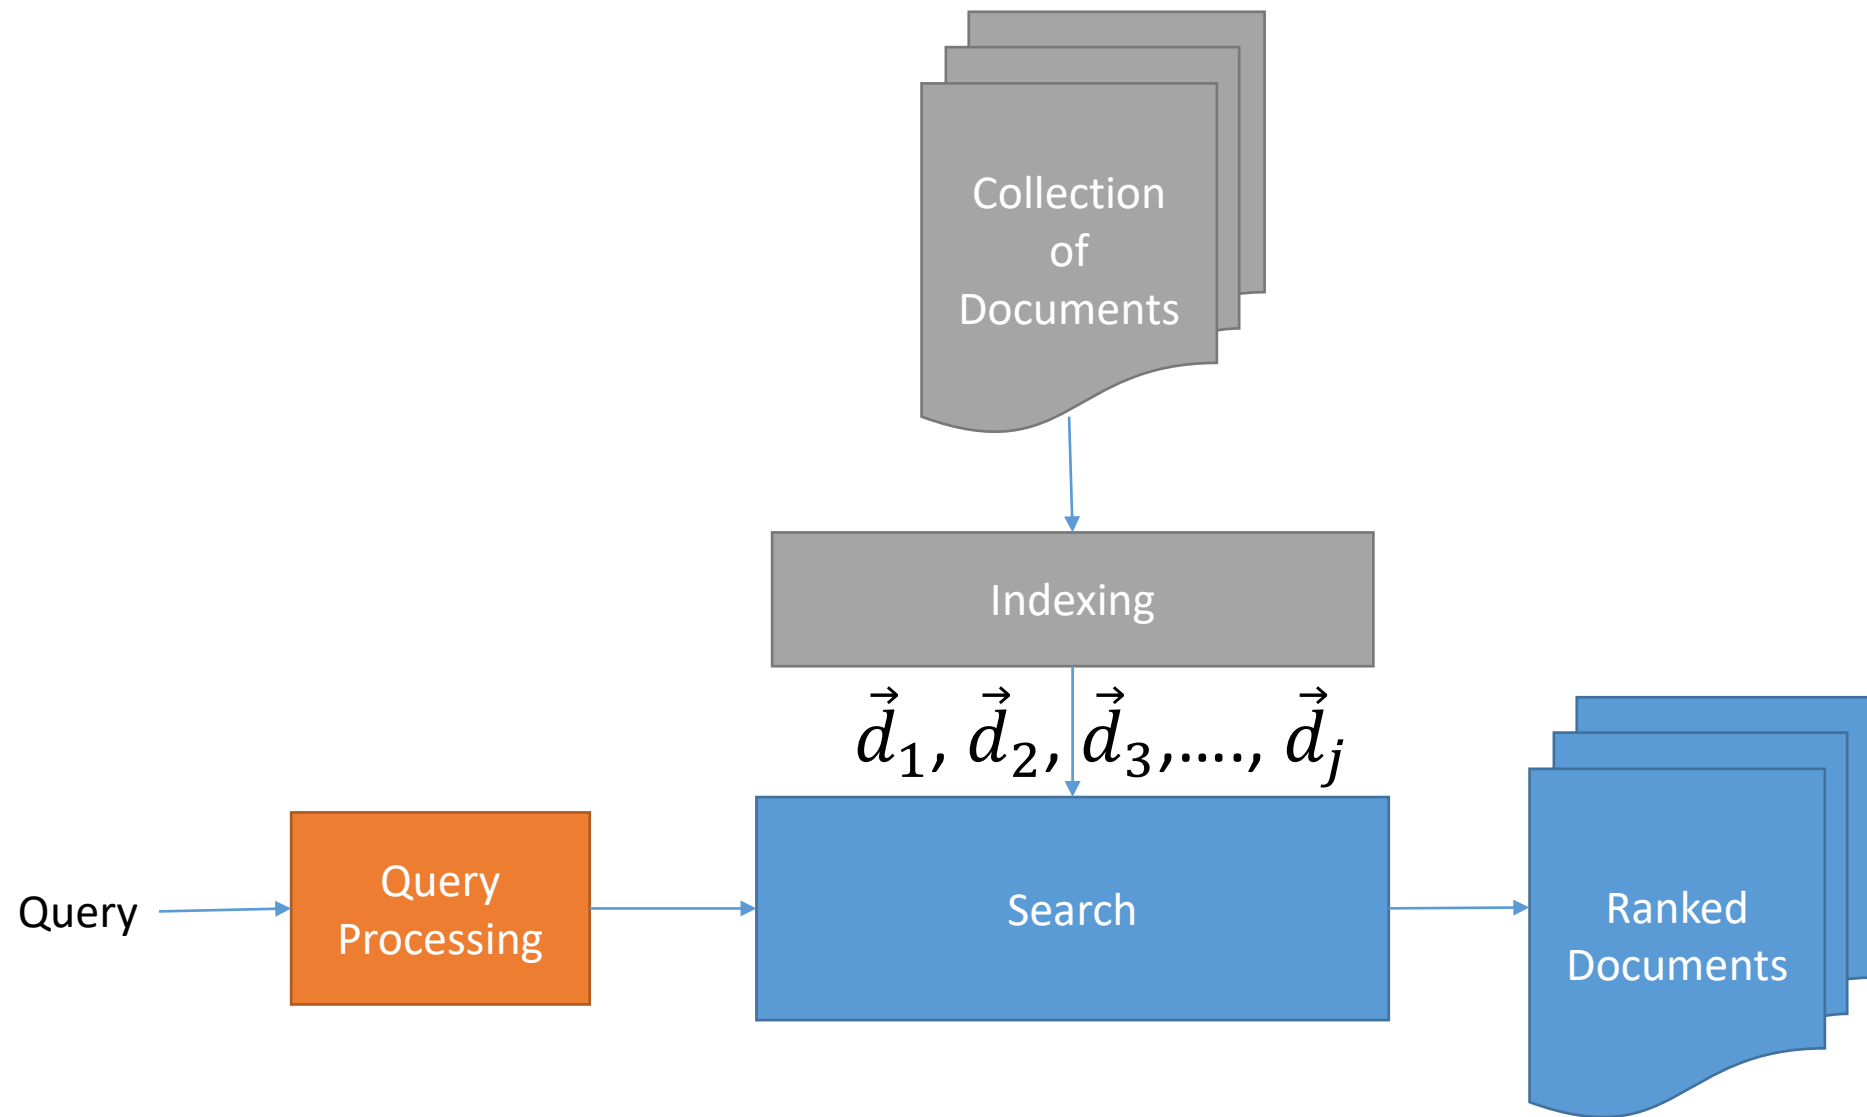 Collection
of
Documents
Indexing
d⃗₁, d⃗₂, d⃗₃,...., d⃗ⱼ
Query
Query
Processing
Search
Ranked
Documents